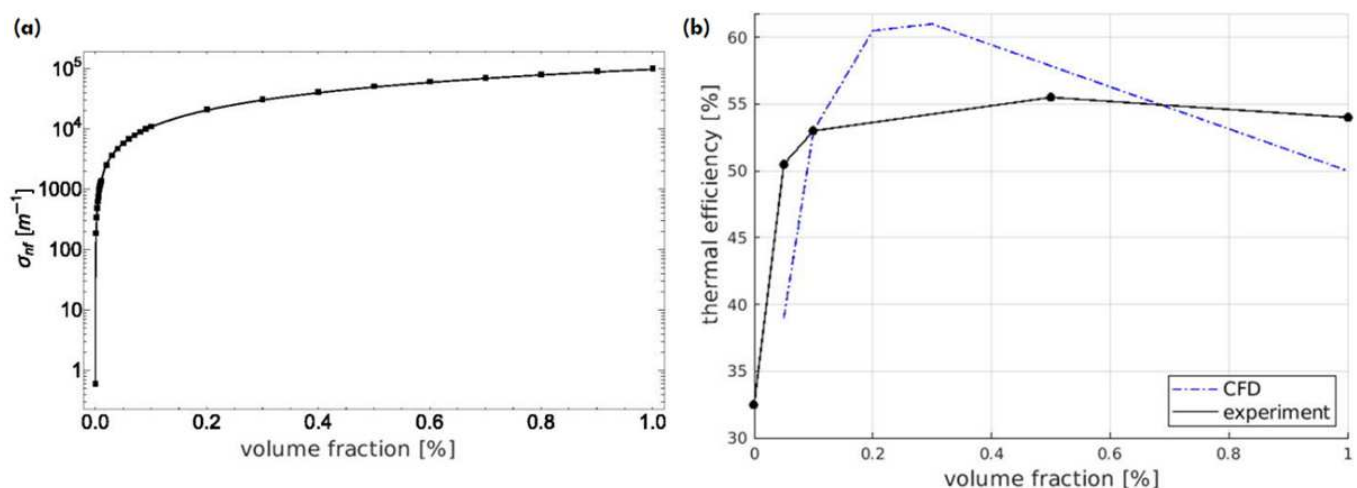 (a)
10^5
10^4
1000
100
10
1
σnf [m^-1]
0.0 0.2 0.4 0.6 0.8 1.0
volume fraction [%]
(b)
60
55
50
45
40
35
30
thermal efficiency [%]
CFD
experiment
0 0.2 0.4 0.6 0.8 1
volume fraction [%]